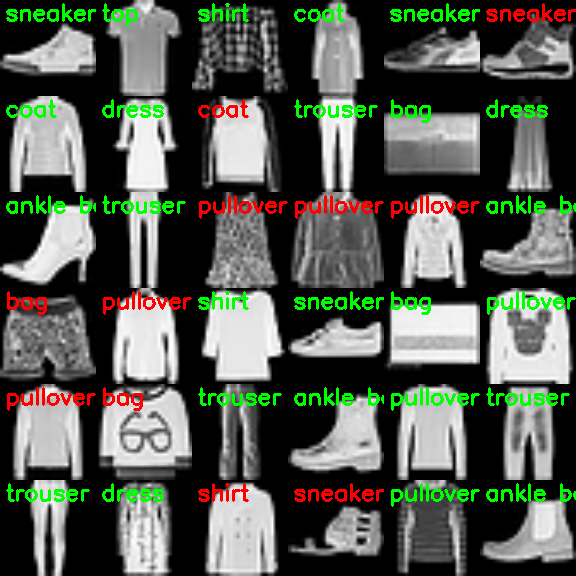 sneaker top shirt coat sneaker sneaker
coat dress coat trouser bag dress
ankle b trouser pullover pullover pullover ankle b
bag pullover shirt sneaker bag pullover
pullover bag trouser ankle b pullover trouser
trouser dress shirt sneaker pullover ankle b